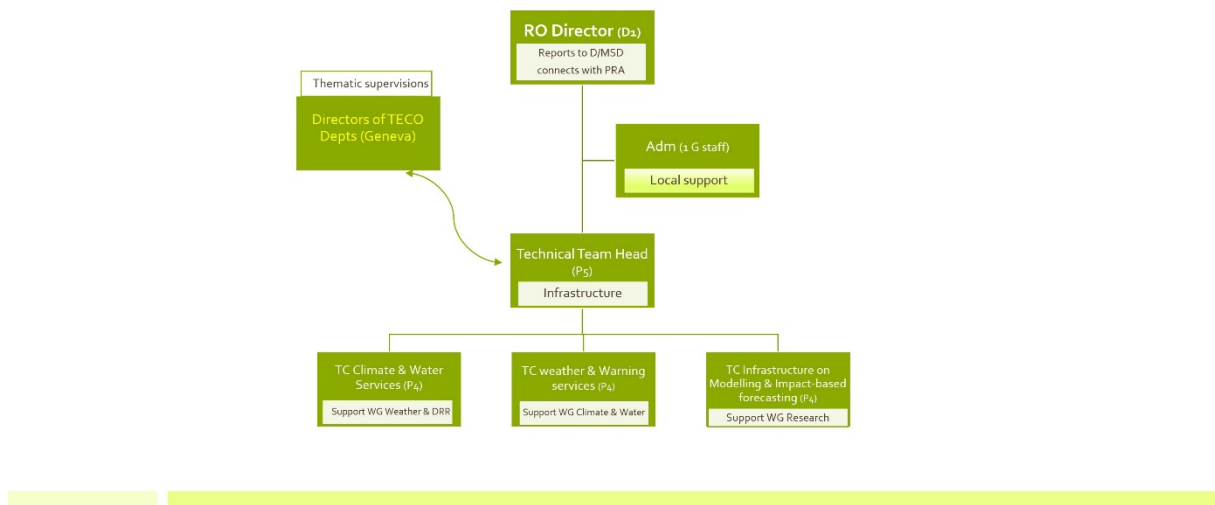 RO Director (D1)
Reports to D/MSD
connects with PRA
Thematic supervisions
Directors of TECO
Depts (Geneva)
Adm (1 G staff)
Local support
Technical Team Head
(P5)
Infrastructure
TC Climate & Water
Services (P4)
Support WG Weather & DRR
TC weather & Warning
services (P4)
Support WG Climate & Water
TC Infrastructure on
Modelling & Impact-based
forecasting (P4)
Support WG Research